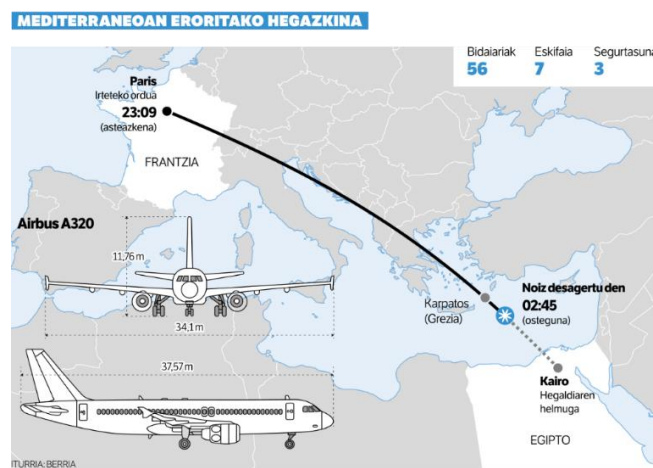 MEDITERRANEOAN ERORITAKO HEGAZKINA
Bidaiariak
56
Eskifaia
7
Segurtasuna
3
Paris
Irteteko ordua
23:09
(asteazkena)
FRANTZIA
Airbus A320
11,76 m
34,1 m
37,57 m
Karpatos
(Grezia)
Noiz desagertu den
02:45
(osteguna)
Kairo
Hegaldiaren
helmuga
EGIPTO
ITURRIA: BERRIA